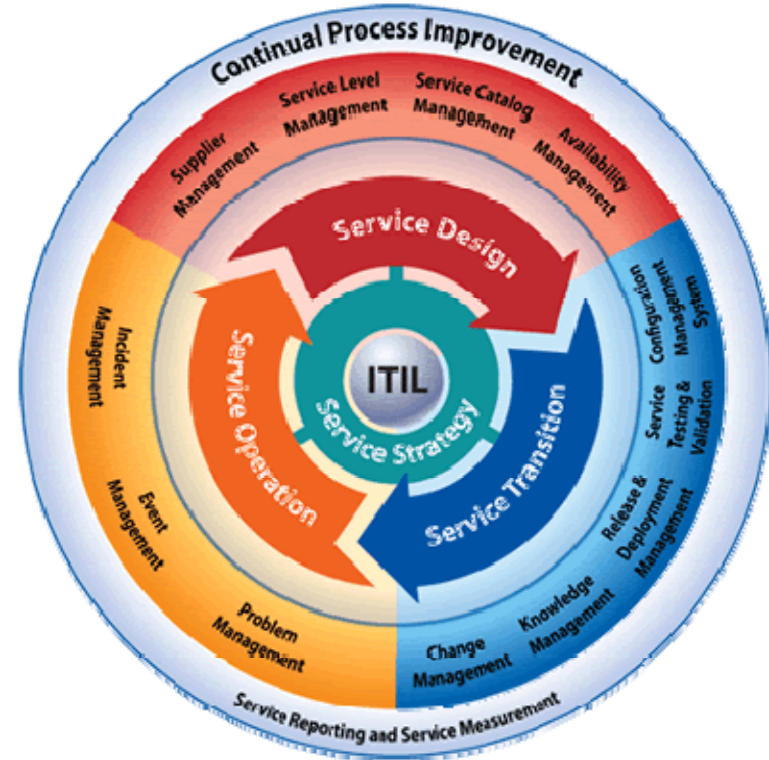 Continual Process Improvement
Supplier
Management
Service Level
Management
Service Catalog
Management
Availability
Management
Configuration
Management
System
Service
Testing &
Validation
Release &
Deployment
Management
Knowledge
Management
Change
Management
Problem
Management
Event
Management
Incident
Management
Service Design
Service Transition
Service Operation
Service Strategy
ITIL
Service Reporting and Service Measurement